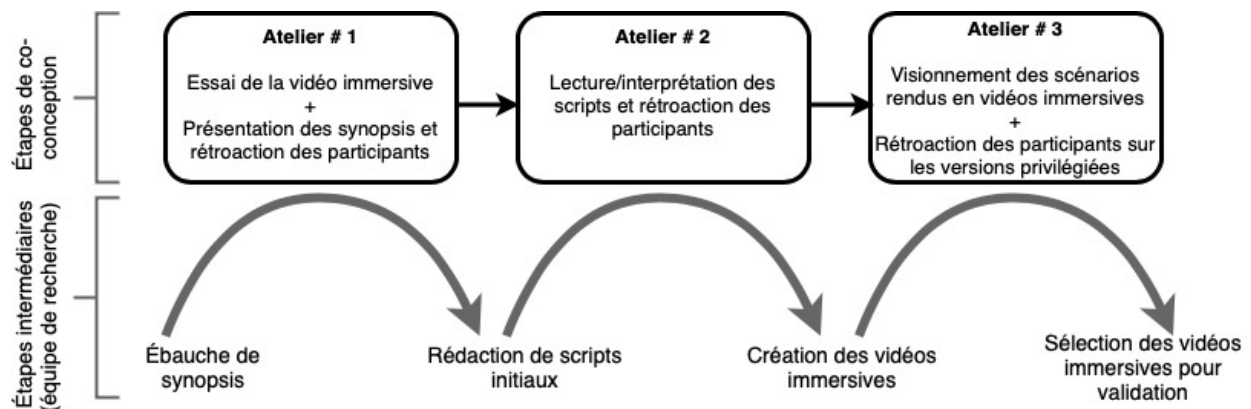 Étapes de co-
conception
Atelier # 1
Essai de la vidéo immersive
+
Présentation des synopsis et
rétroaction des participants
Atelier # 2
Lecture/interprétation des
scripts et rétroaction des
participants
Atelier # 3
Visionnement des scénarios
rendus en vidéos immersives
+
Rétroaction des participants sur
les versions privilégiées
Étapes intermédiaires
(équipe de recherche)
Ébauche de
synopsis
Rédaction de scripts
initiaux
Création des vidéos
immersives
Sélection des vidéos
immersives pour
validation